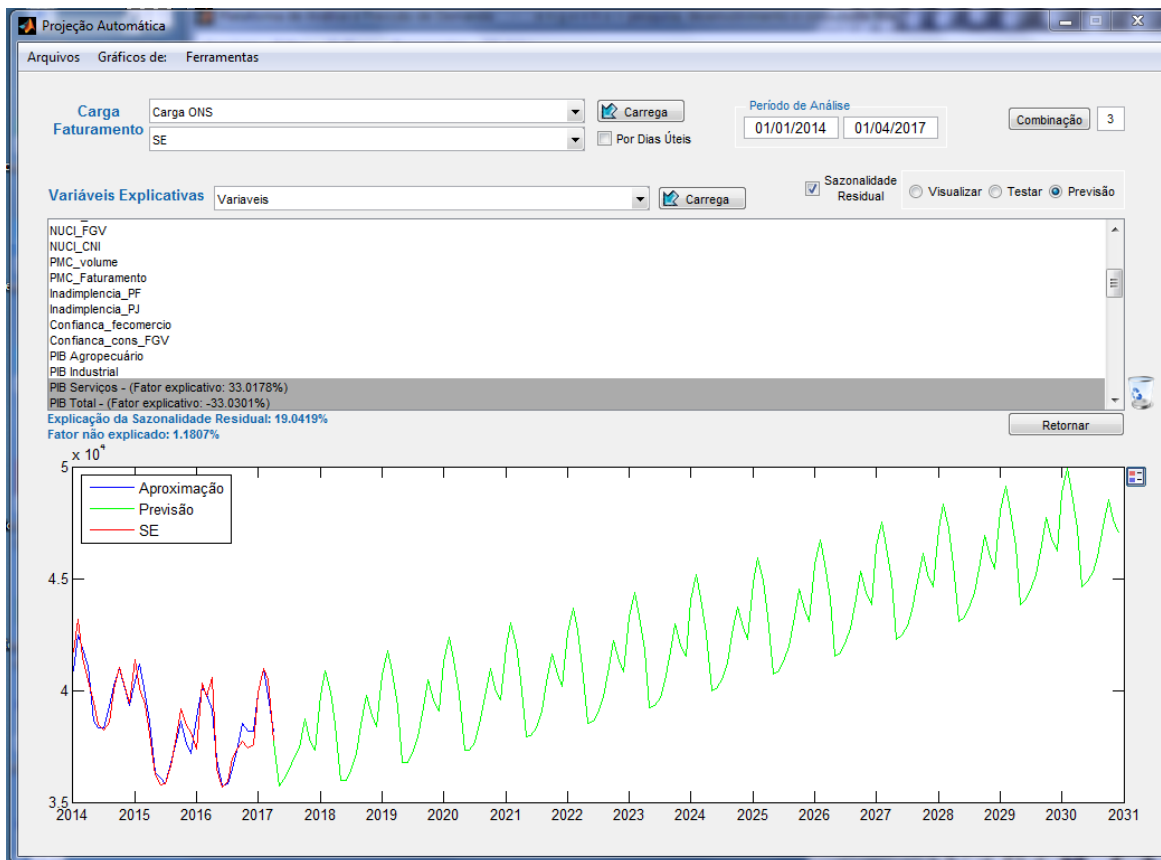 Projeção Automática
Arquivos Gráficos de: Ferramentas
Carga Faturamento
Carga ONS
Carrega
SE
Por Dias Úteis
Período de Análise
01/01/2014 01/04/2017
Combinação 3
Variáveis Explicativas
Variaveis
Carrega
Sazonalidade
Residual
Visualizar Testar Previsão
NUCI_FGV
NUCI_CNI
PMC_volume
PMC_Faturamento
Inadimplencia_PF
Inadimplencia_PJ
Confianca_fecomercio
Confianca_cons_FGV
PIB Agropecuário
PIB Industrial
PIB Serviços - (Fator explicativo: 33.0178%)
PIB Total - (Fator explicativo: -33.0301%)
Explicação da Sazonalidade Residual: 19.0419%
Fator não explicado: 1.1807%
Retornar
x 10^4
5
4.5
4
3.5
Aproximação
Previsão
SE
2014 2015 2016 2017 2018 2019 2020 2021 2022 2023 2024 2025 2026 2027 2028 2029 2030 2031